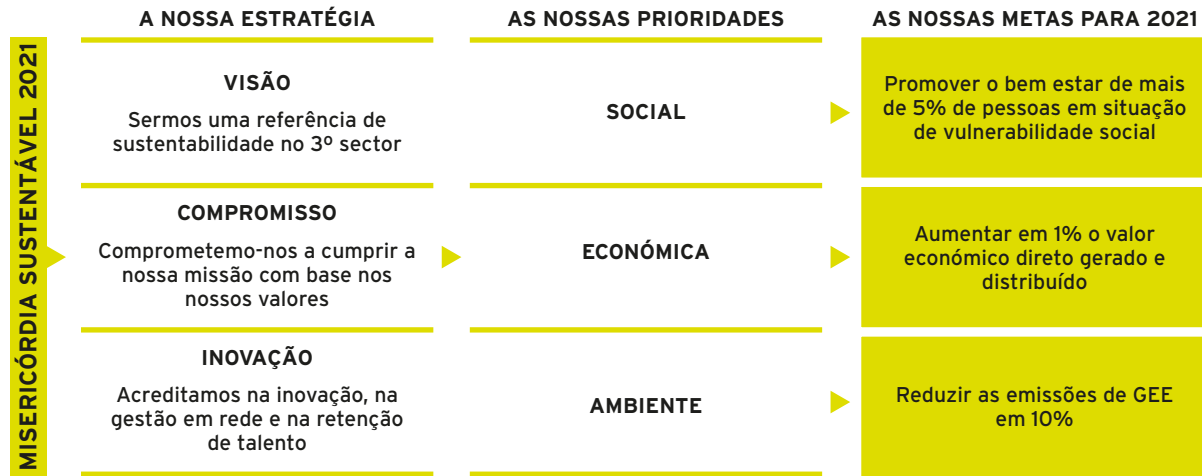 MISERICÓRDIA SUSTENTÁVEL 2021
A NOSSA ESTRATÉGIA
VISÃO
Sermos uma referência de
sustentabilidade no 3º sector
COMPROMISSO
Comprometemo-nos a cumprir a
nossa missão com base nos
nossos valores
INOVAÇÃO
Acreditamos na inovação, na
gestão em rede e na retenção
de talento
AS NOSSAS PRIORIDADES
SOCIAL
ECONÓMICA
AMBIENTE
AS NOSSAS METAS PARA 2021
Promover o bem estar de mais
de 5% de pessoas em situação
de vulnerabilidade social
Aumentar em 1% o valor
económico direto gerado e
distribuído
Reduzir as emissões de GEE
em 10%